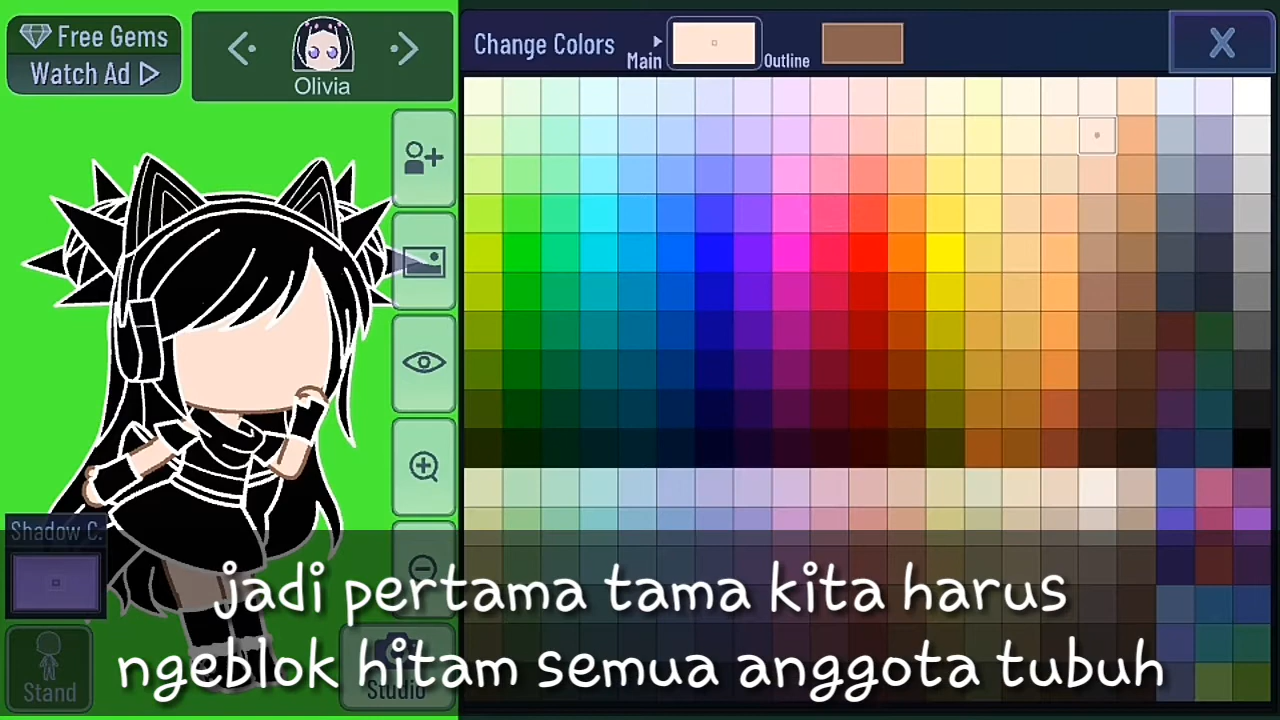 Free Gems
Watch Ad
Olivia
Change Colors
Main
Outline
X
Shadow C.
Stand
Studio
jadi pertama tama kita harus
ngeblok hitam semua anggota tubuh